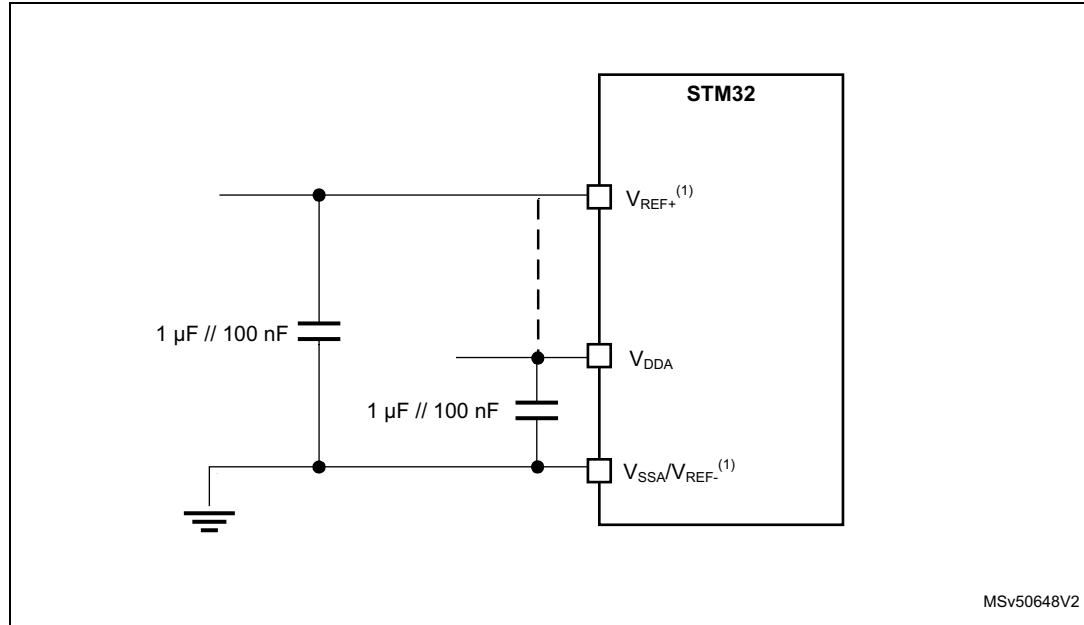 STM32
VREF+(1)
1 µF // 100 nF
VDDA
1 µF // 100 nF
VSSA/VREF-(1)
MSv50648V2